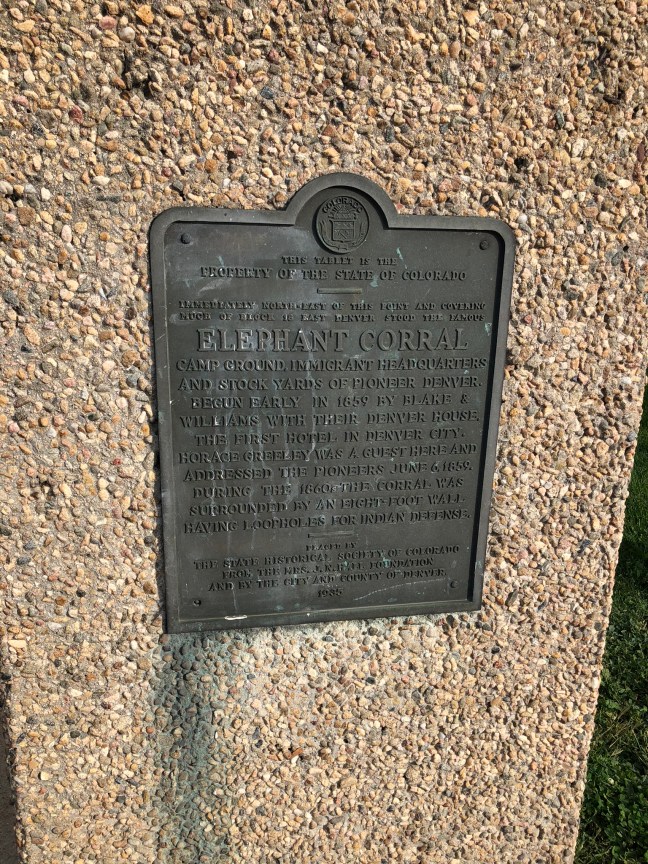 COLORADO
THIS TABLET IS THE
PROPERTY OF THE STATE OF COLORADO
IMMEDIATELY NORTH-EAST OF THIS POINT AND COVERING
MUCH OF BLOCK 18 EAST DENVER STOOD THE FAMOUS
ELEPHANT CORRAL
CAMP GROUND, IMMIGRANT HEADQUARTERS
AND STOCK YARDS OF PIONEER DENVER.
BEGUN EARLY IN 1859 BY BLAKE &
WILLIAMS WITH THEIR DENVER HOUSE,
THE FIRST HOTEL IN DENVER CITY.
HORACE GREELEY WAS A GUEST HERE AND
ADDRESSED THE PIONEERS JUNE 6, 1859.
DURING THE 1860s THE CORRAL WAS
SURROUNDED BY AN EIGHT-FOOT WALL
HAVING LOOPHOLES FOR INDIAN DEFENSE.
PLACED BY
THE STATE HISTORICAL SOCIETY OF COLORADO
FROM THE MRS. J. N. HALL FOUNDATION
AND BY THE CITY AND COUNTY OF DENVER.
1935